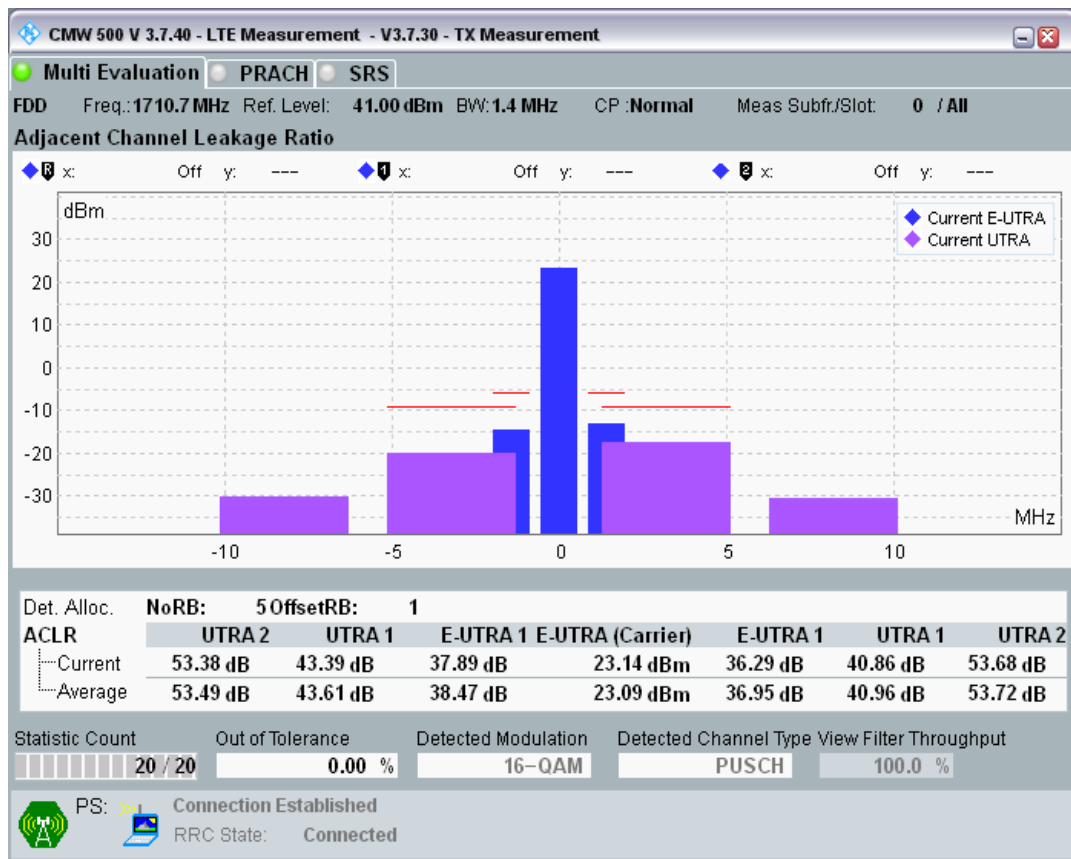 CMW 500 V 3.7.40 - LTE Measurement - V3.7.30 - TX Measurement
Multi Evaluation PRACH SRS
FDD Freq.:1710.7 MHz Ref. Level: 41.00 dBm BW:1.4 MHz CP :Normal Meas Subfr./Slot: 0 / All
Adjacent Channel Leakage Ratio
R x: Off y: --- 1 x: Off y: --- 2 x: Off y: ---
dBm
Current E-UTRA
Current UTRA
30
20
10
0
-10
-20
-30
MHz
-10 -5 0 5 10
Det. Alloc. NoRB: 5 OffsetRB: 1
ACLR UTRA 2 UTRA 1 E-UTRA 1 E-UTRA (Carrier) E-UTRA 1 UTRA 1 UTRA 2
Current 53.38 dB 43.39 dB 37.89 dB 23.14 dBm 36.29 dB 40.86 dB 53.68 dB
Average 53.49 dB 43.61 dB 38.47 dB 23.09 dBm 36.95 dB 40.96 dB 53.72 dB
Statistic Count Out of Tolerance Detected Modulation Detected Channel Type View Filter Throughput
20 / 20 0.00 % 16-QAM PUSCH 100.0 %
PS: Connection Established
RRC State: Connected